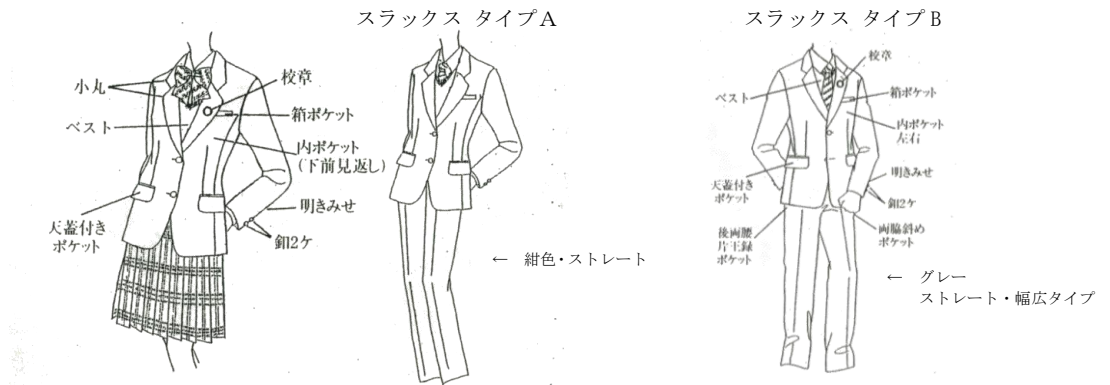 スラックス タイプA
スラックス タイプB
小丸
校章
箱ポケット
ベスト
内ポケット
(下前見返し)
明きみせ
釦2ケ
天蓋付き
ポケット
← 紺色・ストレート
校章
ベスト
箱ポケット
内ポケット
左右
明きみせ
天蓋付き
ポケット
釦2ケ
後両腰
片玉縁
ポケット
両脇斜め
ポケット
← グレー
ストレート・幅広タイプ